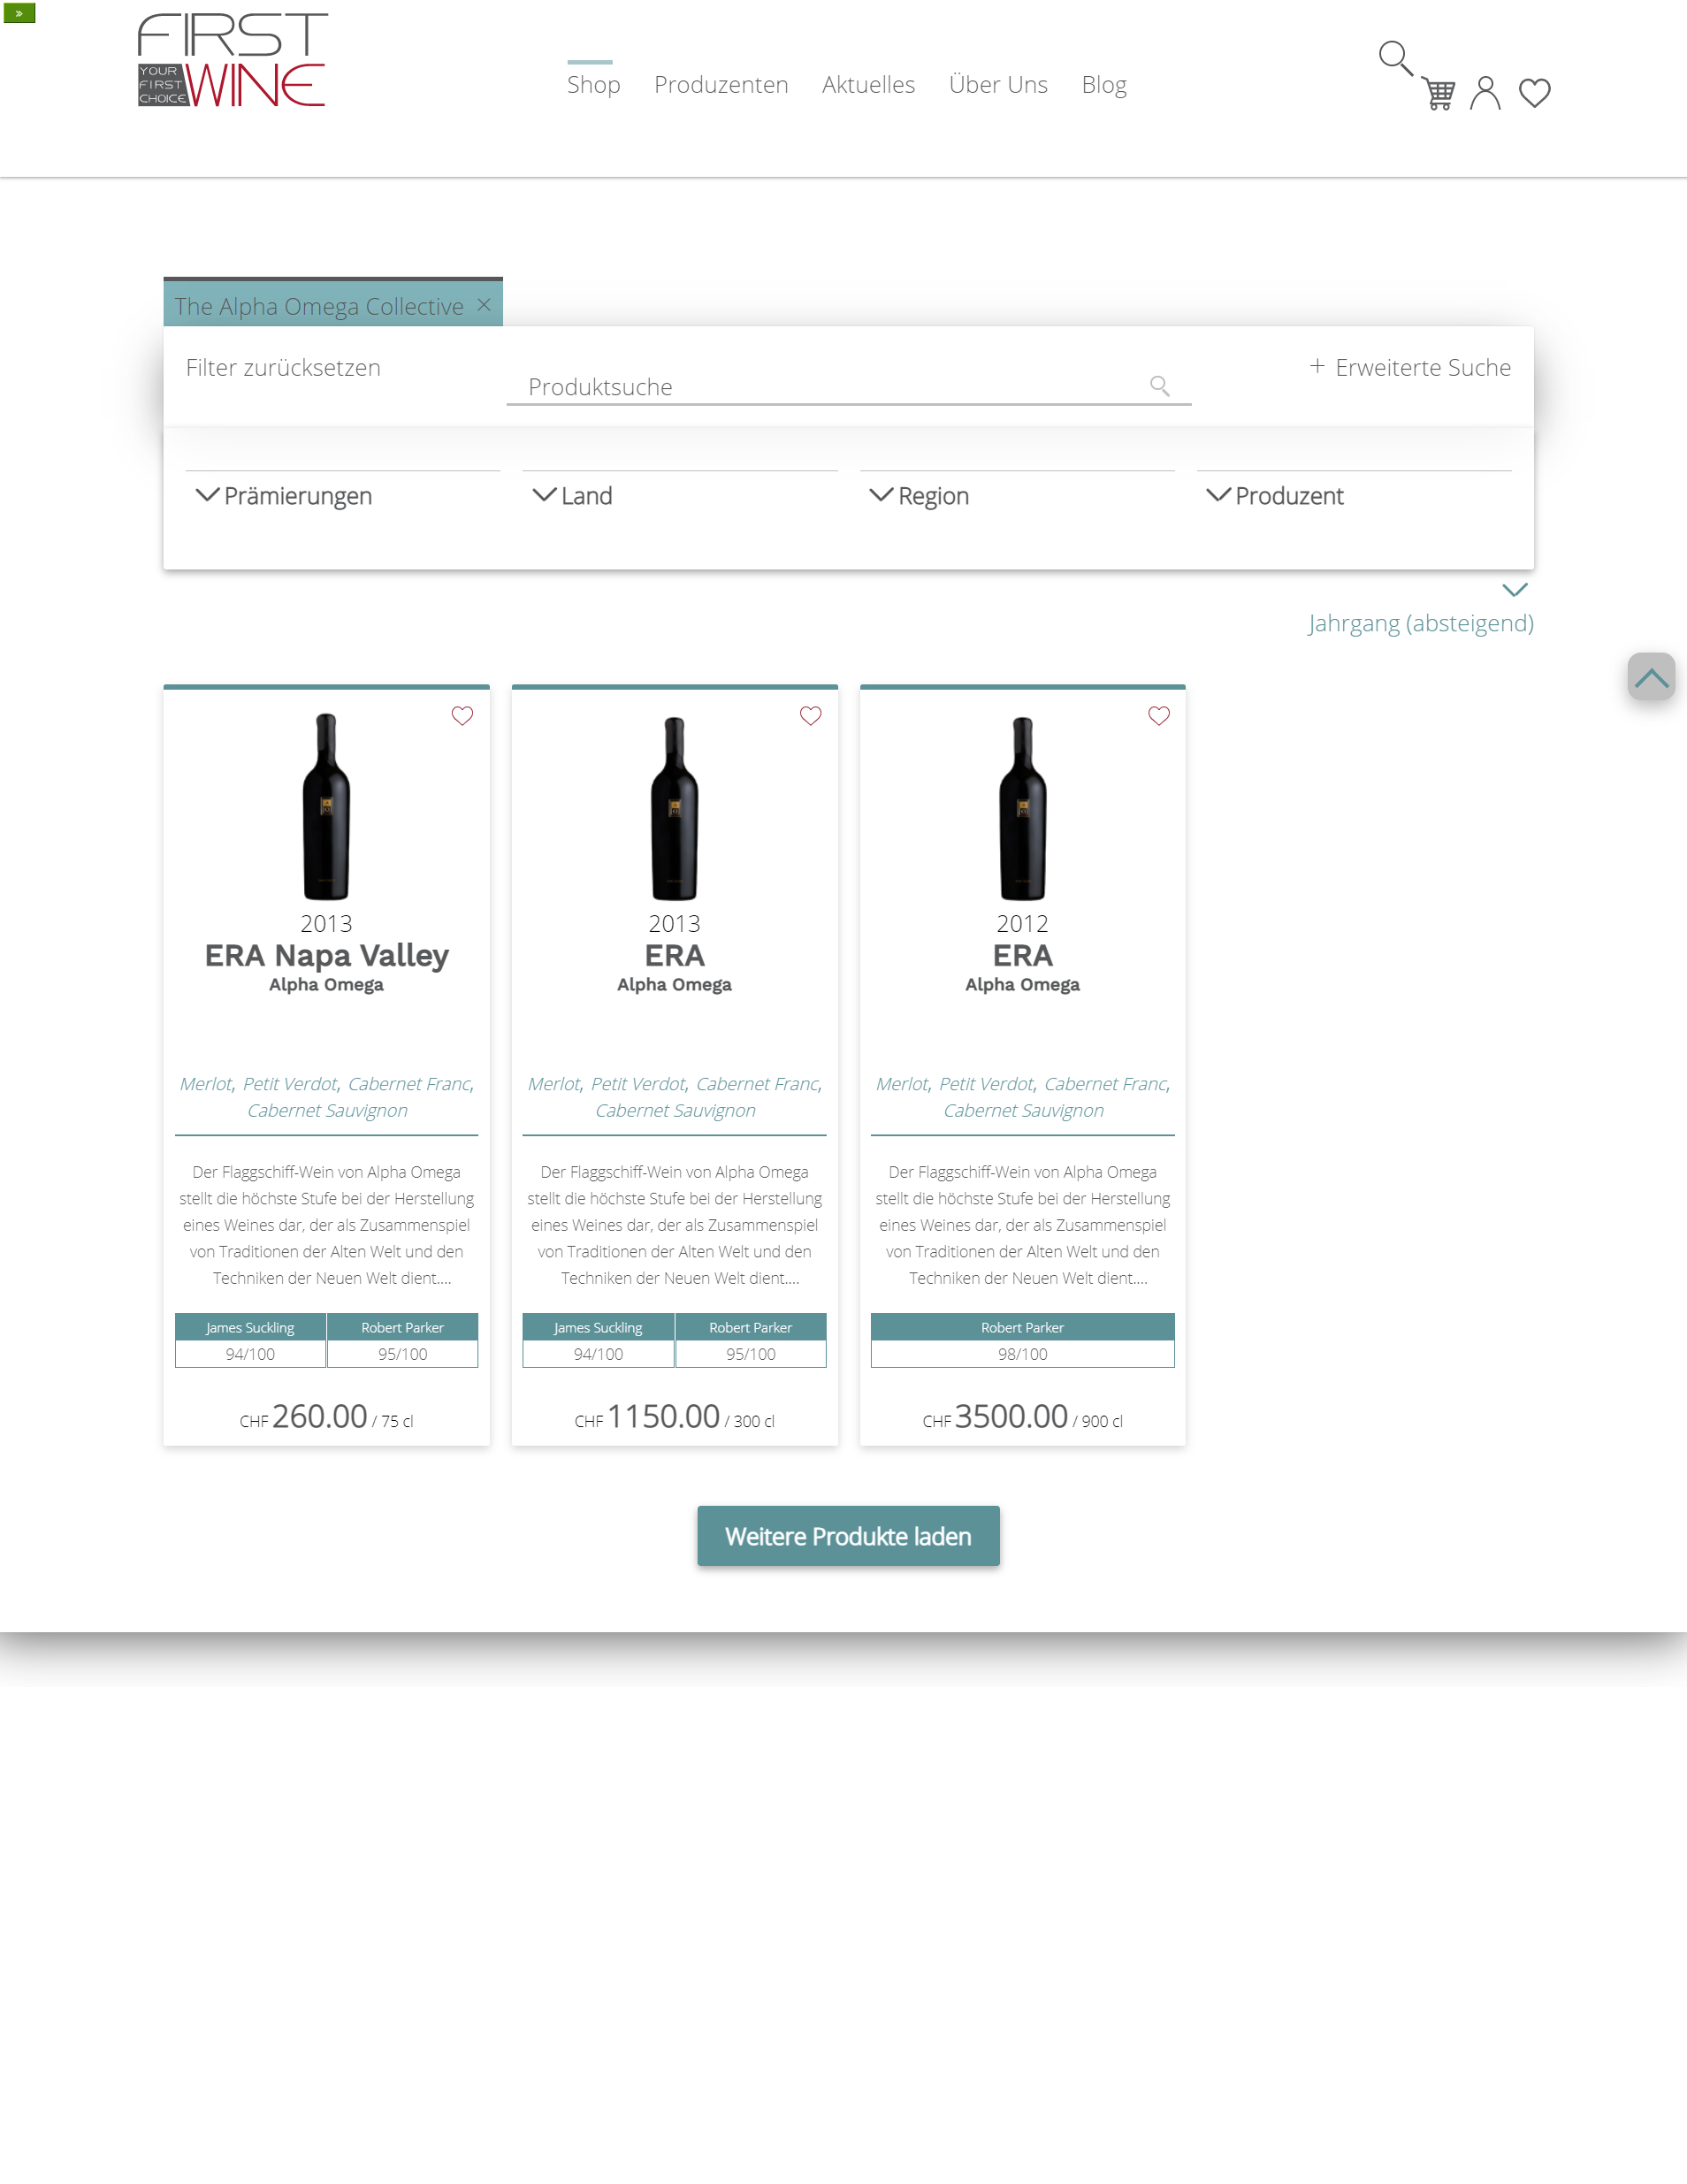 »
FIRST
YOUR
FIRST
CHOICE
WINE
Shop Produzenten Aktuelles Über Uns Blog
The Alpha Omega Collective ×
Filter zurücksetzen
Produktsuche
+ Erweiterte Suche
Prämierungen Land Region Produzent
Jahrgang (absteigend)
2013
ERA Napa Valley
Alpha Omega
Merlot, Petit Verdot, Cabernet Franc,
Cabernet Sauvignon
Der Flaggschiff-Wein von Alpha Omega
stellt die höchste Stufe bei der Herstellung
eines Weines dar, der als Zusammenspiel
von Traditionen der Alten Welt und den
Techniken der Neuen Welt dient....
James Suckling Robert Parker
94/100 95/100
CHF 260.00 / 75 cl
2013
ERA
Alpha Omega
Merlot, Petit Verdot, Cabernet Franc,
Cabernet Sauvignon
Der Flaggschiff-Wein von Alpha Omega
stellt die höchste Stufe bei der Herstellung
eines Weines dar, der als Zusammenspiel
von Traditionen der Alten Welt und den
Techniken der Neuen Welt dient....
James Suckling Robert Parker
94/100 95/100
CHF 1150.00 / 300 cl
2012
ERA
Alpha Omega
Merlot, Petit Verdot, Cabernet Franc,
Cabernet Sauvignon
Der Flaggschiff-Wein von Alpha Omega
stellt die höchste Stufe bei der Herstellung
eines Weines dar, der als Zusammenspiel
von Traditionen der Alten Welt und den
Techniken der Neuen Welt dient....
Robert Parker
98/100
CHF 3500.00 / 900 cl
Weitere Produkte laden